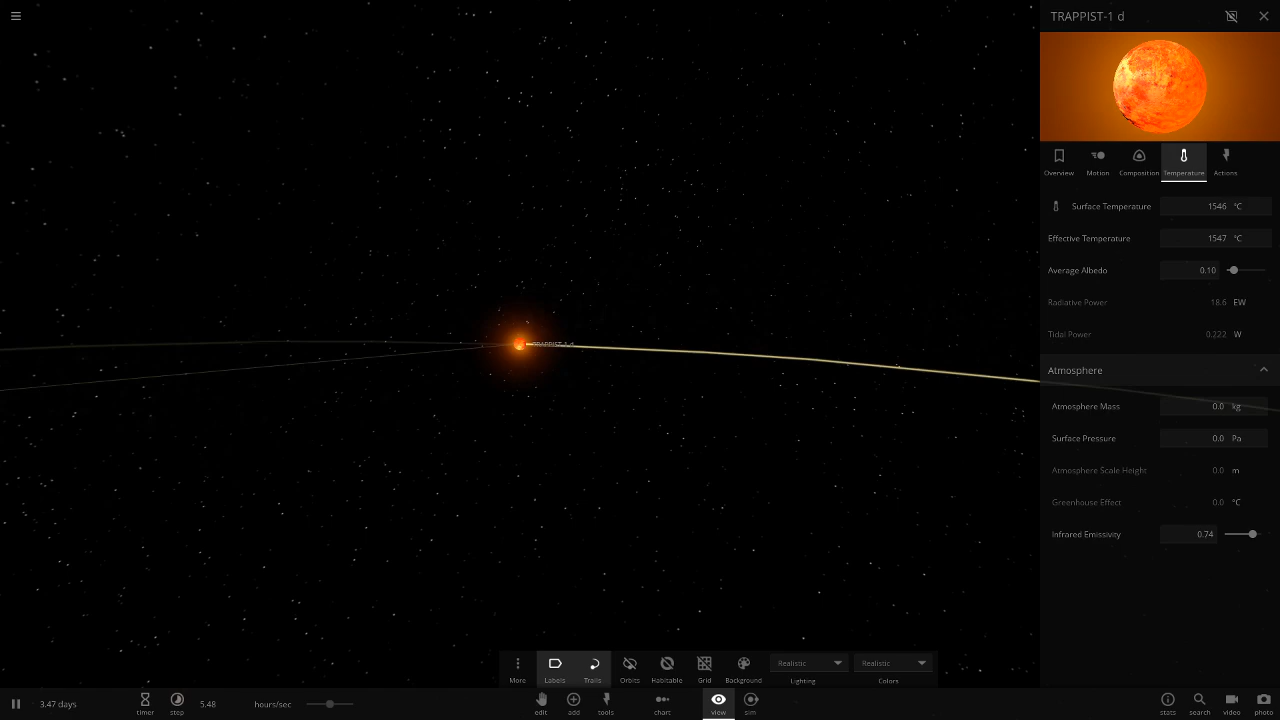 TRAPPIST-1 d
Overview Motion Composition Temperature Actions
Surface Temperature 1546 °C
Effective Temperature 1547 °C
Average Albedo 0.10
Radiative Power 18.6 EW
Tidal Power 0.222 W
TRAPPIST-1 d
Atmosphere
Atmosphere Mass 0.0 kg
Surface Pressure 0.0 Pa
Atmosphere Scale Height 0.0 m
Greenhouse Effect 0.0 °C
Infrared Emissivity 0.74
Realistic Realistic
More Labels Trails Orbits Habitable Grid Background Lighting Colors
3.47 days timer step 5.48 hours/sec edit add tools chart view sim stats search video photo